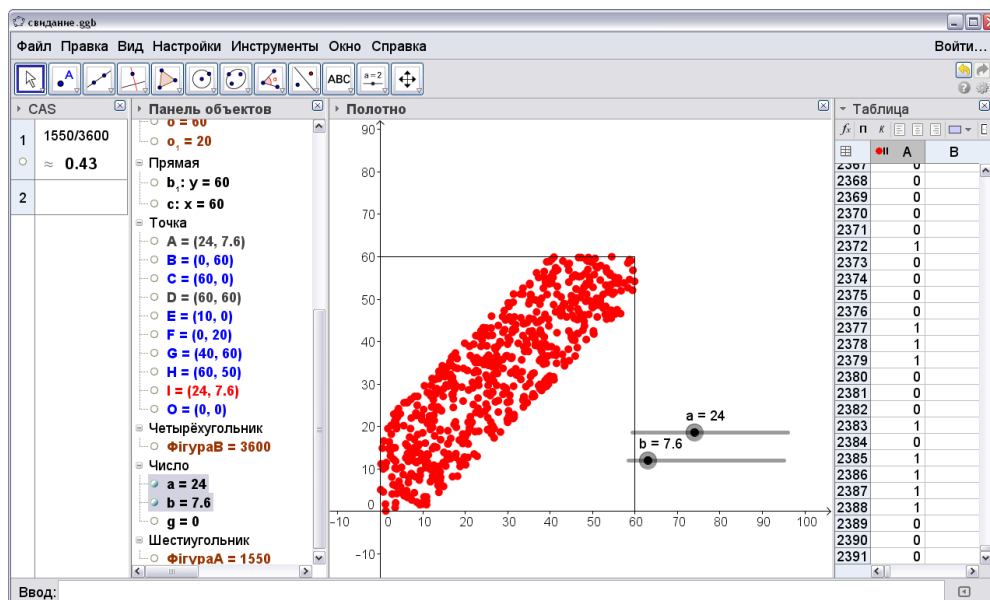 свидание.ggb
Файл Правка Вид Настройки Инструменты Окно Справка Войти...
ABC a=2
CAS
1 1550/3600
≈ 0.43
2
Панель объектов
o = 60
o₁ = 20
Прямая
b₁: y = 60
c: x = 60
Точка
A = (24, 7.6)
B = (0, 60)
C = (60, 0)
D = (60, 60)
E = (10, 0)
F = (0, 20)
G = (40, 60)
H = (60, 50)
I = (24, 7.6)
O = (0, 0)
Четырёхугольник
ФігураB = 3600
Число
a = 24
b = 7.6
g = 0
Шестиугольник
ФігураA = 1550
Полотно
90
80
70
60
50
40
30
20
10
0
-10
-10 0 10 20 30 40 50 60 70 80 90 100
a = 24
b = 7.6
Таблица
fx П К
A B
2367 0
2368 0
2369 0
2370 0
2371 0
2372 1
2373 0
2374 0
2375 0
2376 0
2377 1
2378 1
2379 1
2380 0
2381 0
2382 0
2383 1
2384 0
2385 1
2386 1
2387 1
2388 1
2389 0
2390 0
2391 0
Ввод: